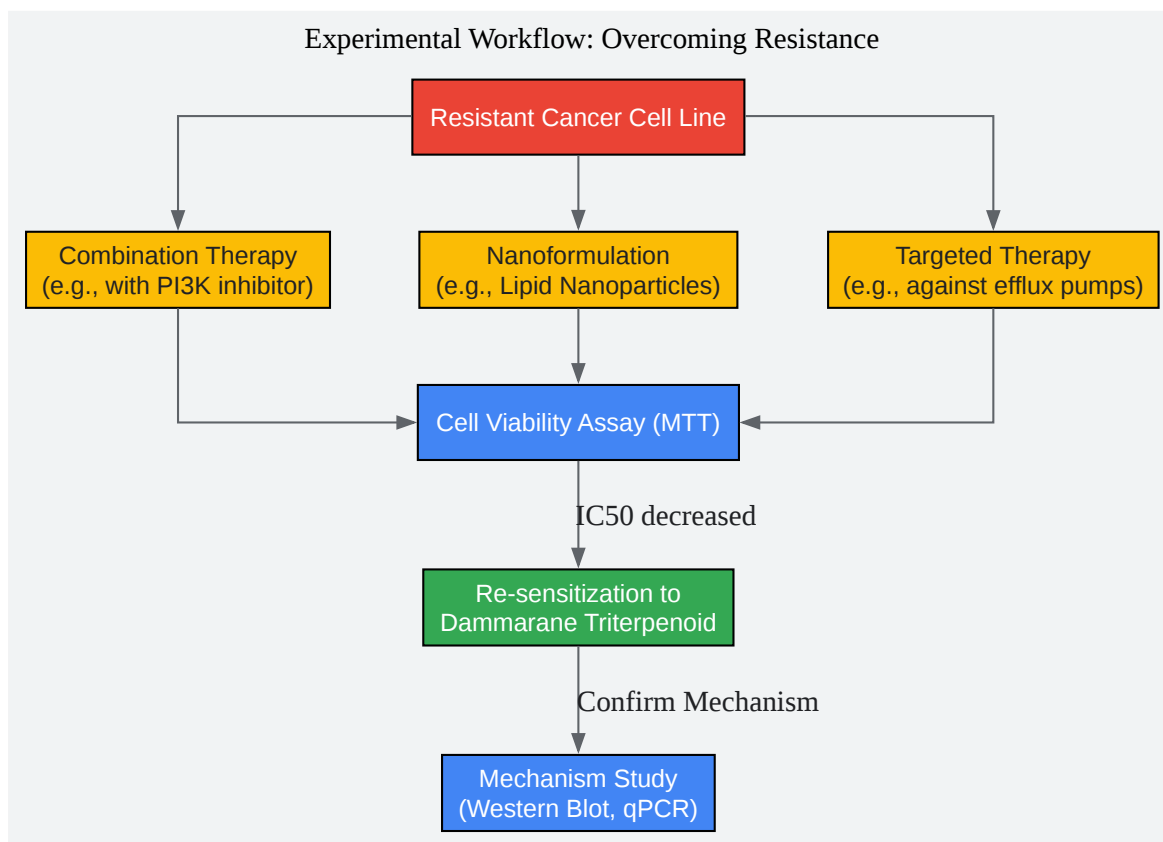 Experimental Workflow: Overcoming Resistance
Resistant Cancer Cell Line
Combination Therapy
(e.g., with PI3K inhibitor)
Nanoformulation
(e.g., Lipid Nanoparticles)
Targeted Therapy
(e.g., against efflux pumps)
Cell Viability Assay (MTT)
IC50 decreased
Re-sensitization to
Dammarane Triterpenoid
Confirm Mechanism
Mechanism Study
(Western Blot, qPCR)